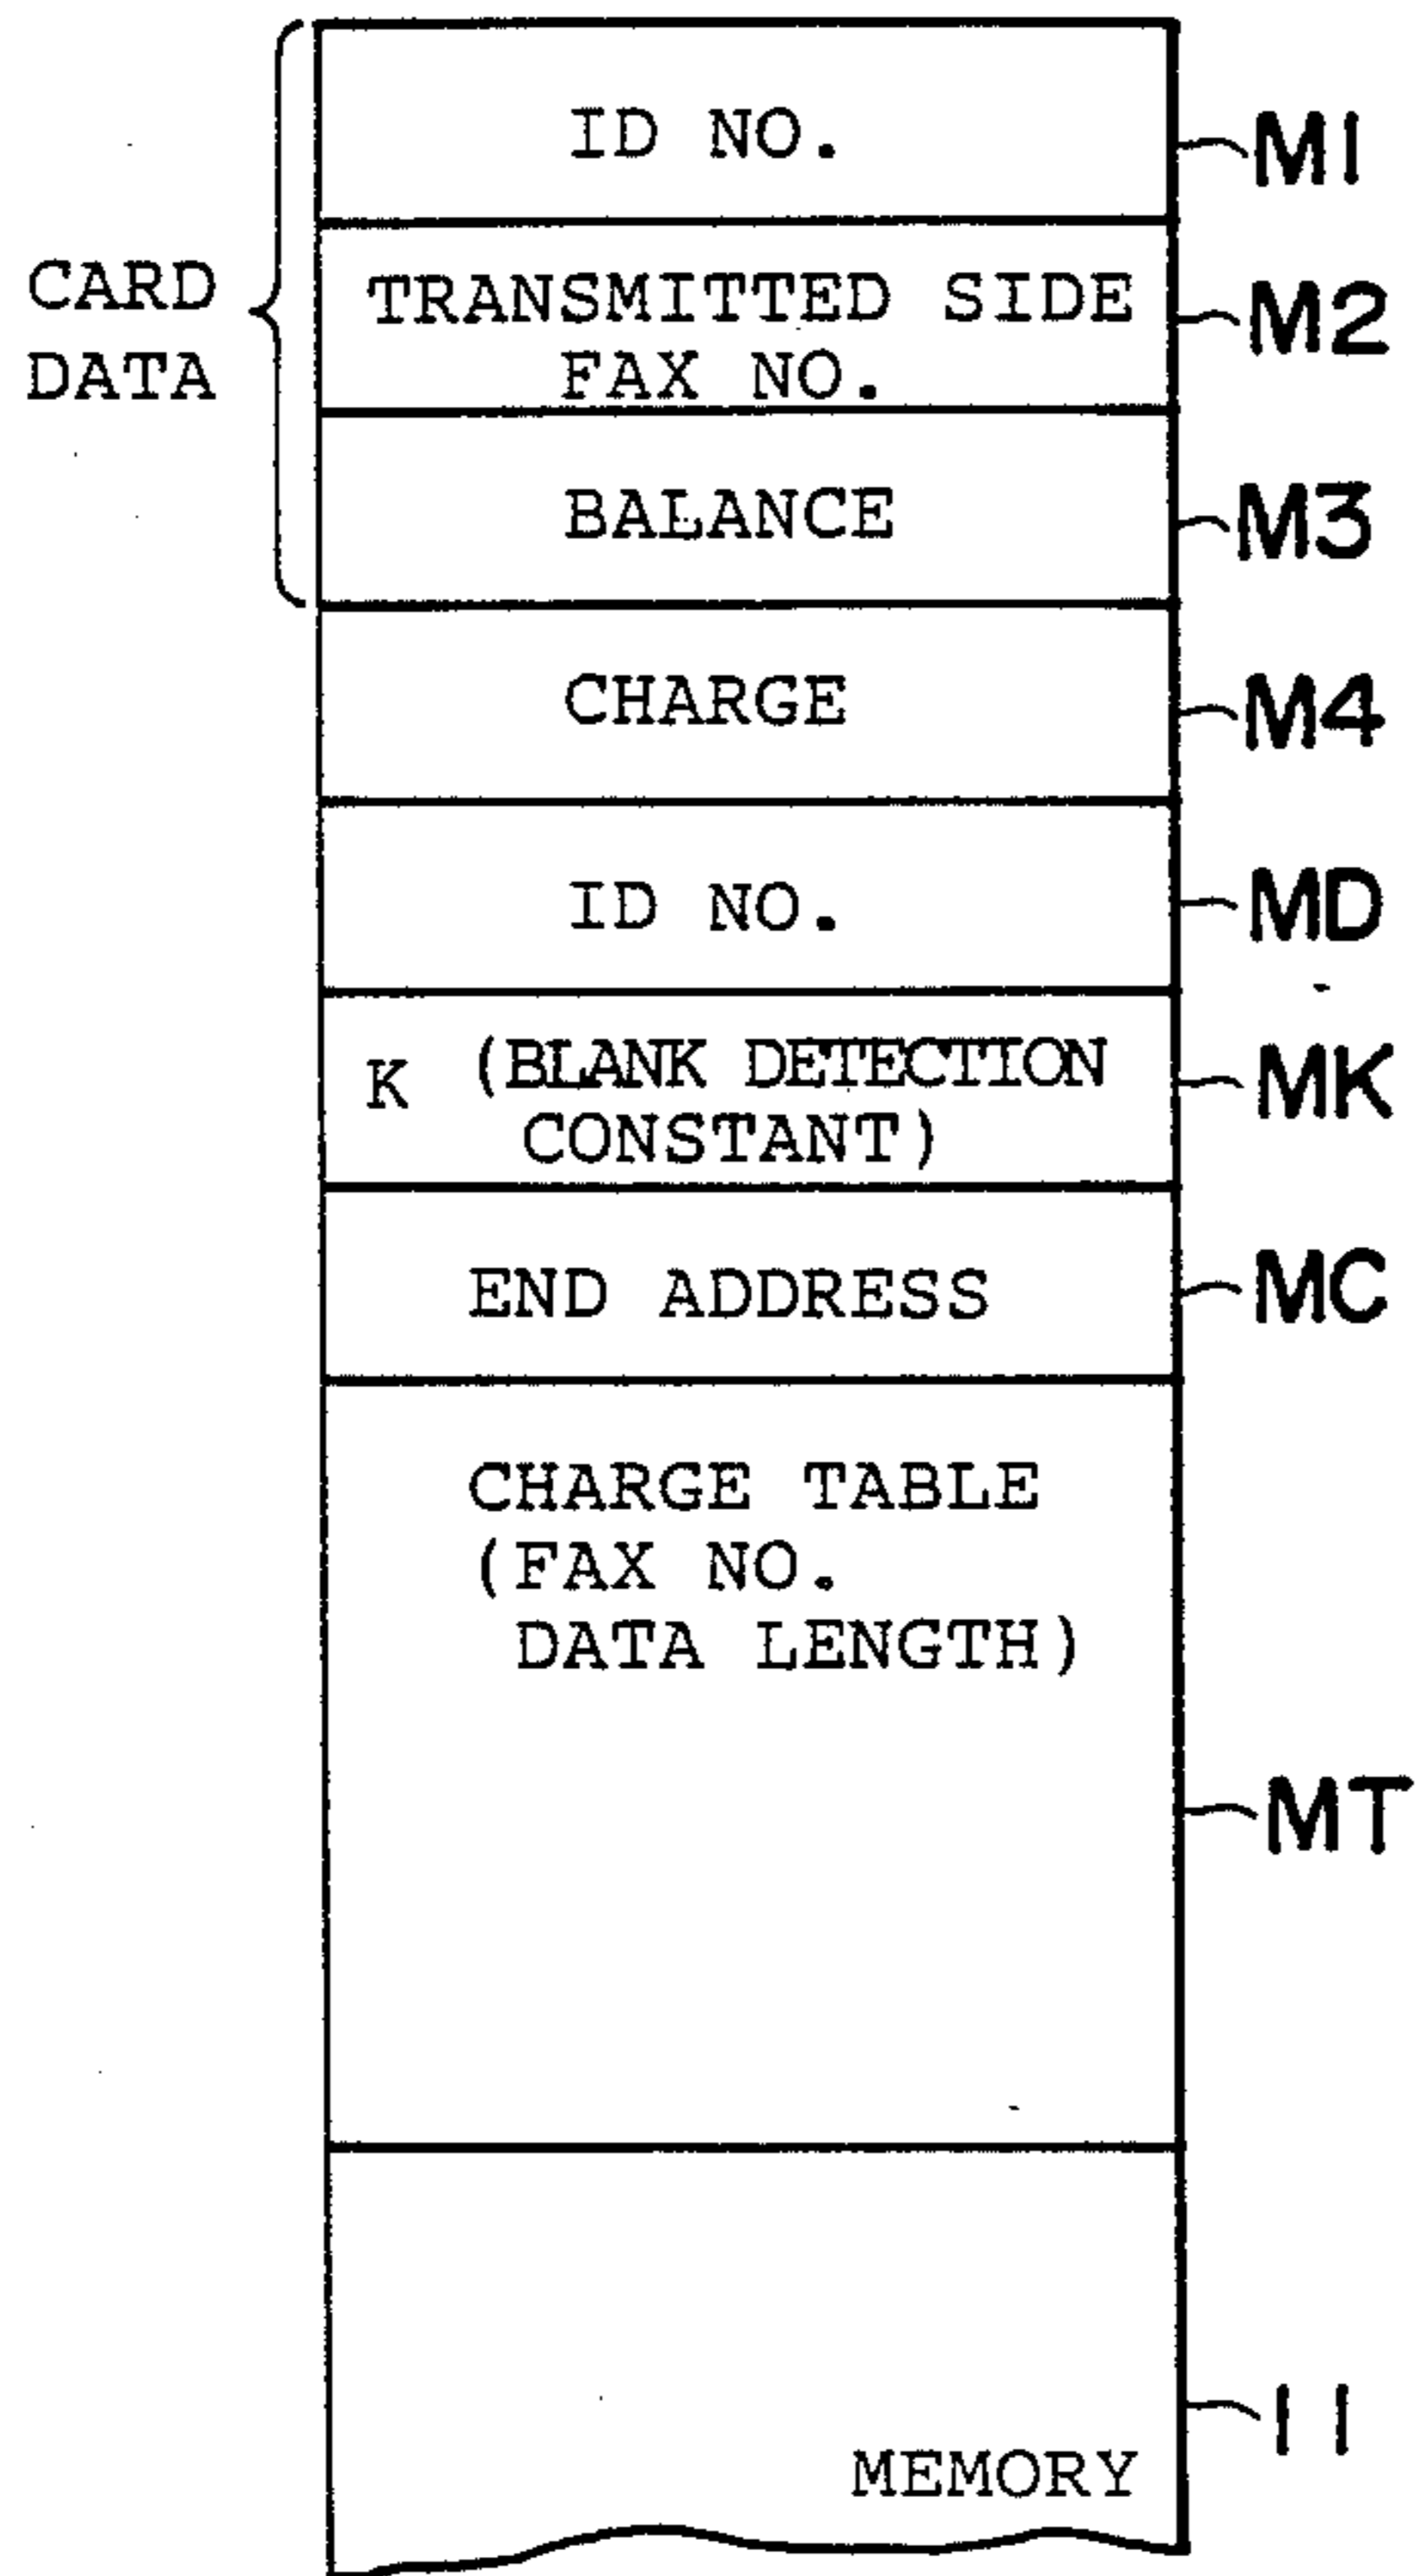 ID NO.
M1
CARD
DATA
TRANSMITTED SIDE
FAX NO.
M2
BALANCE
M3
CHARGE
M4
ID NO.
MD
K (BLANK DETECTION
CONSTANT)
MK
END ADDRESS
MC
CHARGE TABLE
(FAX NO.
DATA LENGTH)
MT
11
MEMORY